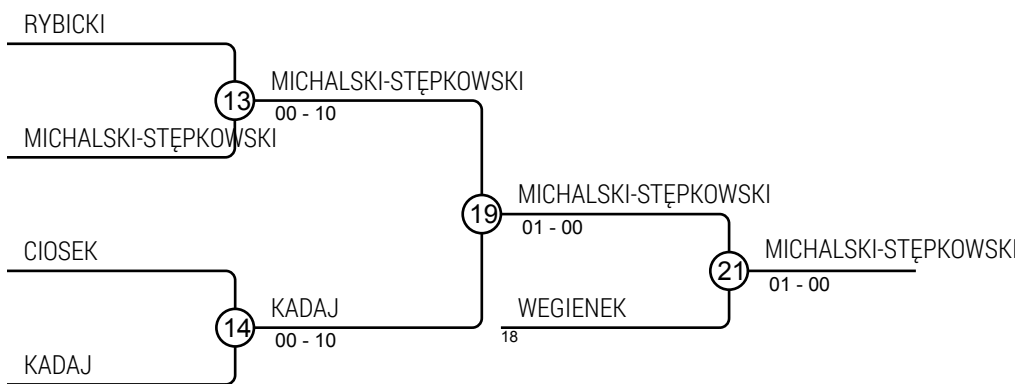 RYBICKI
13
MICHALSKI-STĘPKOWSKI
00 - 10
MICHALSKI-STĘPKOWSKI
19
MICHALSKI-STĘPKOWSKI
01 - 00
CIOSEK
21
MICHALSKI-STĘPKOWSKI
01 - 00
14
KADAJ
00 - 10
WEGIENEK
18
KADAJ